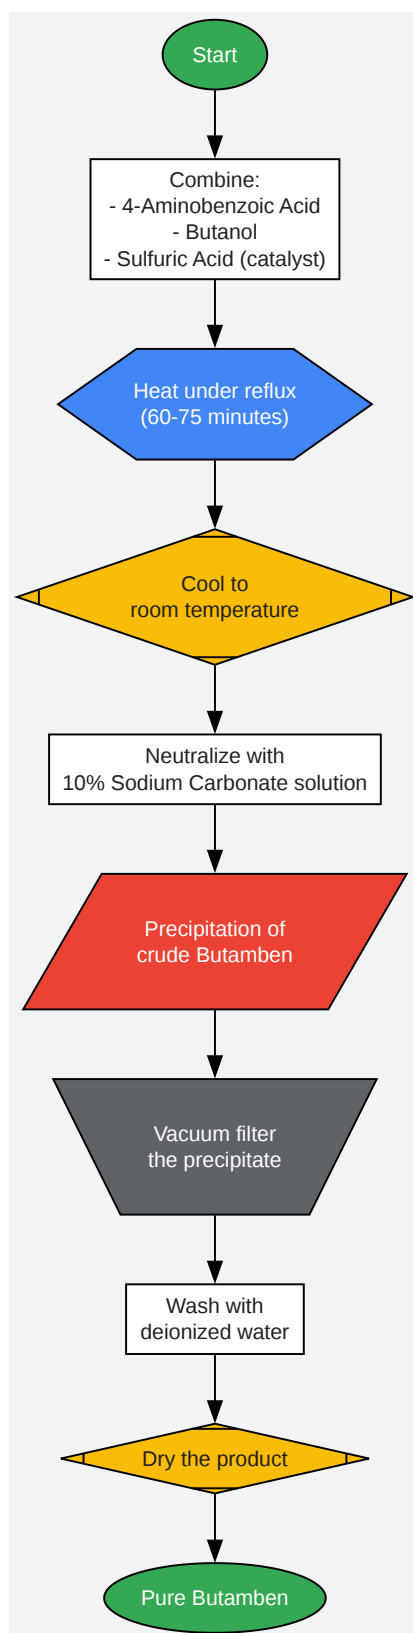 Start
Combine:
- 4-Aminobenzoic Acid
- Butanol
- Sulfuric Acid (catalyst)
Heat under reflux
(60-75 minutes)
Cool to
room temperature
Neutralize with
10% Sodium Carbonate solution
Precipitation of
crude Butamben
Vacuum filter
the precipitate
Wash with
deionized water
Dry the product
Pure Butamben